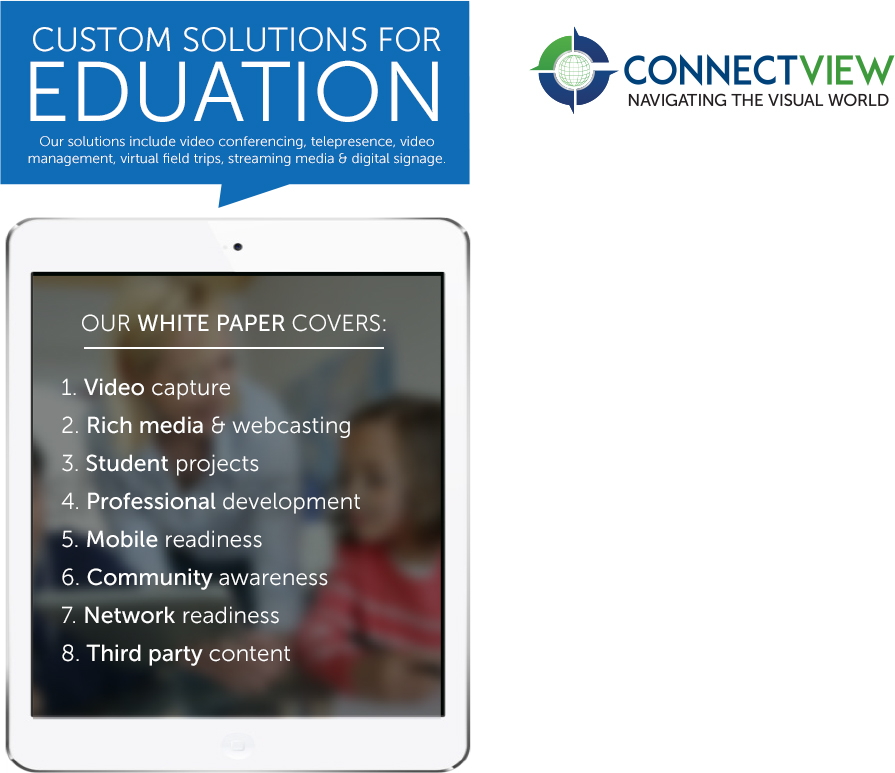 CUSTOM SOLUTIONS FOR
EDUATION
Our solutions include video conferencing, telepresence, video
management, virtual field trips, streaming media & digital signage.
CONNECTVIEW
NAVIGATING THE VISUAL WORLD
OUR WHITE PAPER COVERS:
1. Video capture
2. Rich media & webcasting
3. Student projects
4. Professional development
5. Mobile readiness
6. Community awareness
7. Network readiness
8. Third party content